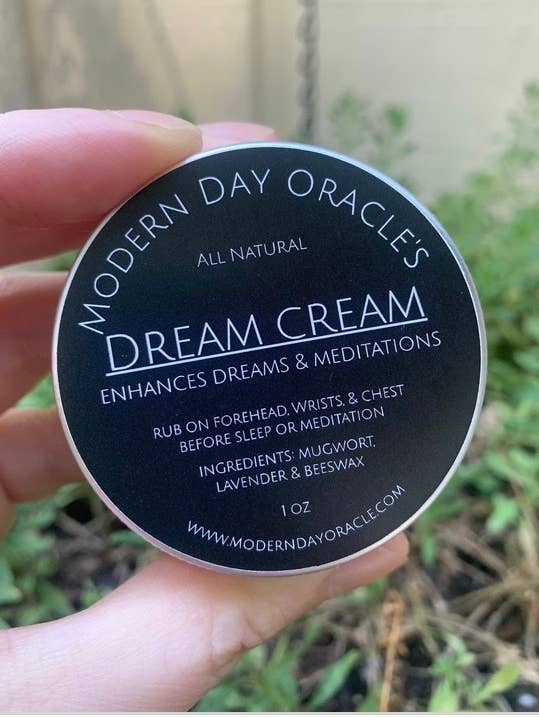 MODERN DAY ORACLE'S
ALL NATURAL
DREAM CREAM
ENHANCES DREAMS & MEDITATIONS
RUB ON FOREHEAD, WRISTS, & CHEST
BEFORE SLEEP OR MEDITATION
INGREDIENTS: MUGWORT,
LAVENDER & BEESWAX
1 OZ
WWW.MODERNDAYORACLE.COM